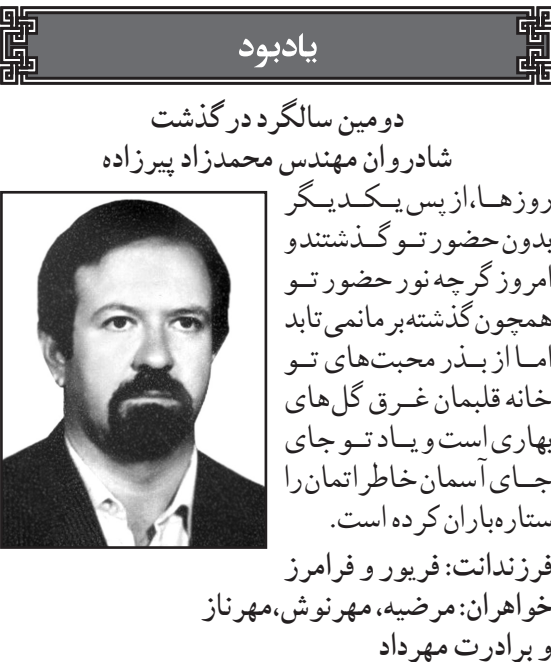 یادبود
دومین سالگرد درگذشت
شادروان مهندس محمدزاد پیرزاده
روزها،از پس یکدیگر
بدون حضور تو گذشتند و
امروز گرچه نور حضور تو
همچون گذشته بر ما نمی تابد
اما از بذر محبت‌های تو
خانه قلبمان غرق گل‌های
بهاری است و یاد تو جای
جای آسمان خاطراتمان را
ستاره‌باران کرده است.
فرزندانت: فریور و فرامرز
خواهران: مرضیه، مهرنوش،مهرناز
و برادرت مهرداد